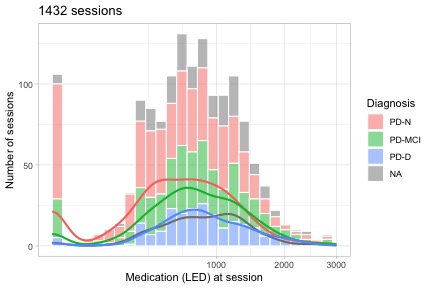 1432 sessions
Number of sessions
100
50
0
1000
2000
3000
Medication (LED) at session
Diagnosis
PD-N
PD-MCI
PD-D
NA